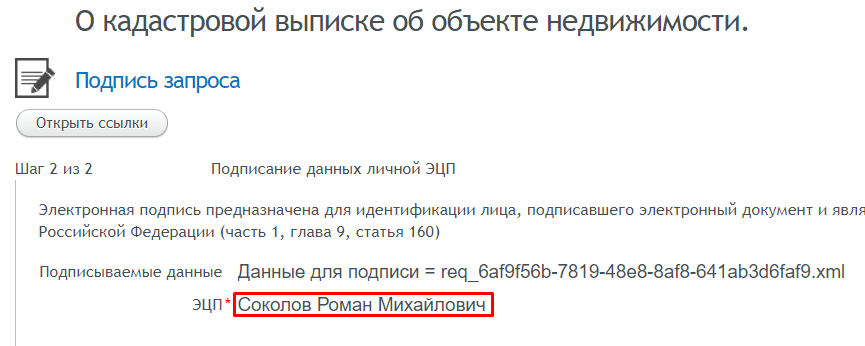 О кадастровой выписке об объекте недвижимости.
Подпись запроса
Открыть ссылки
Шаг 2 из 2 Подписание данных личной ЭЦП
Электронная подпись предназначена для идентификации лица, подписавшего электронный документ и явля
Российской Федерации (часть 1, глава 9, статья 160)
Подписываемые данные Данные для подписи = req_6af9f56b-7819-48e8-8af8-641ab3d6faf9.xml
ЭЦП* Соколов Роман Михайлович